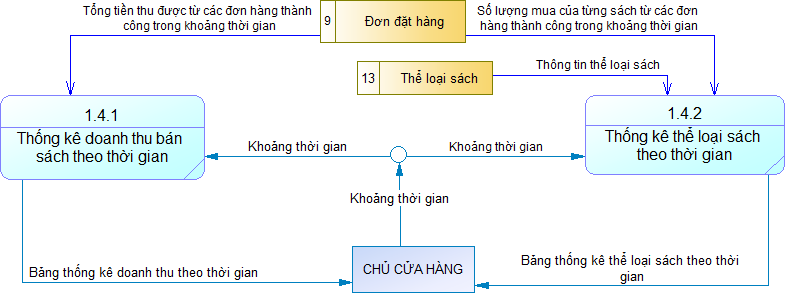 Tổng tiền thu được từ các đơn hàng thành
công trong khoảng thời gian
9
Đơn đặt hàng
Số lượng mua của từng sách từ các đơn
hàng thành công trong khoảng thời gian
13
Thể loại sách
Thông tin thể loại sách
1.4.1
Thống kê doanh thu bán
sách theo thời gian
1.4.2
Thống kê thể loại sách
theo thời gian
Khoảng thời gian
Khoảng thời gian
Khoảng thời gian
Bảng thống kê doanh thu theo thời gian
CHỦ CỬA HÀNG
Bảng thống kê thể loại sách theo thời
gian